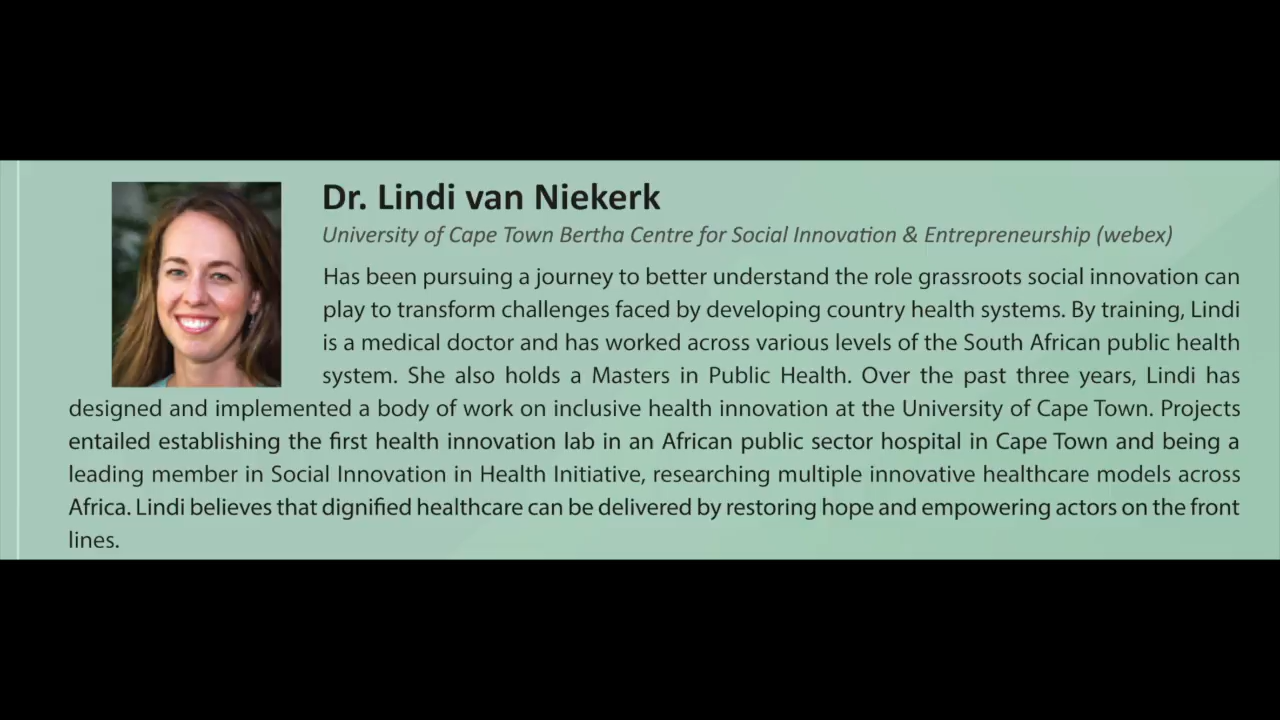 Dr. Lindi van Niekerk
University of Cape Town Bertha Centre for Social Innovation & Entrepreneurship (webex)
Has been pursuing a journey to better understand the role grassroots social innovation can
play to transform challenges faced by developing country health systems. By training, Lindi
is a medical doctor and has worked across various levels of the South African public health
system. She also holds a Masters in Public Health. Over the past three years, Lindi has
designed and implemented a body of work on inclusive health innovation at the University of Cape Town. Projects
entailed establishing the first health innovation lab in an African public sector hospital in Cape Town and being a
leading member in Social Innovation in Health Initiative, researching multiple innovative healthcare models across
Africa. Lindi believes that dignified healthcare can be delivered by restoring hope and empowering actors on the front
lines.